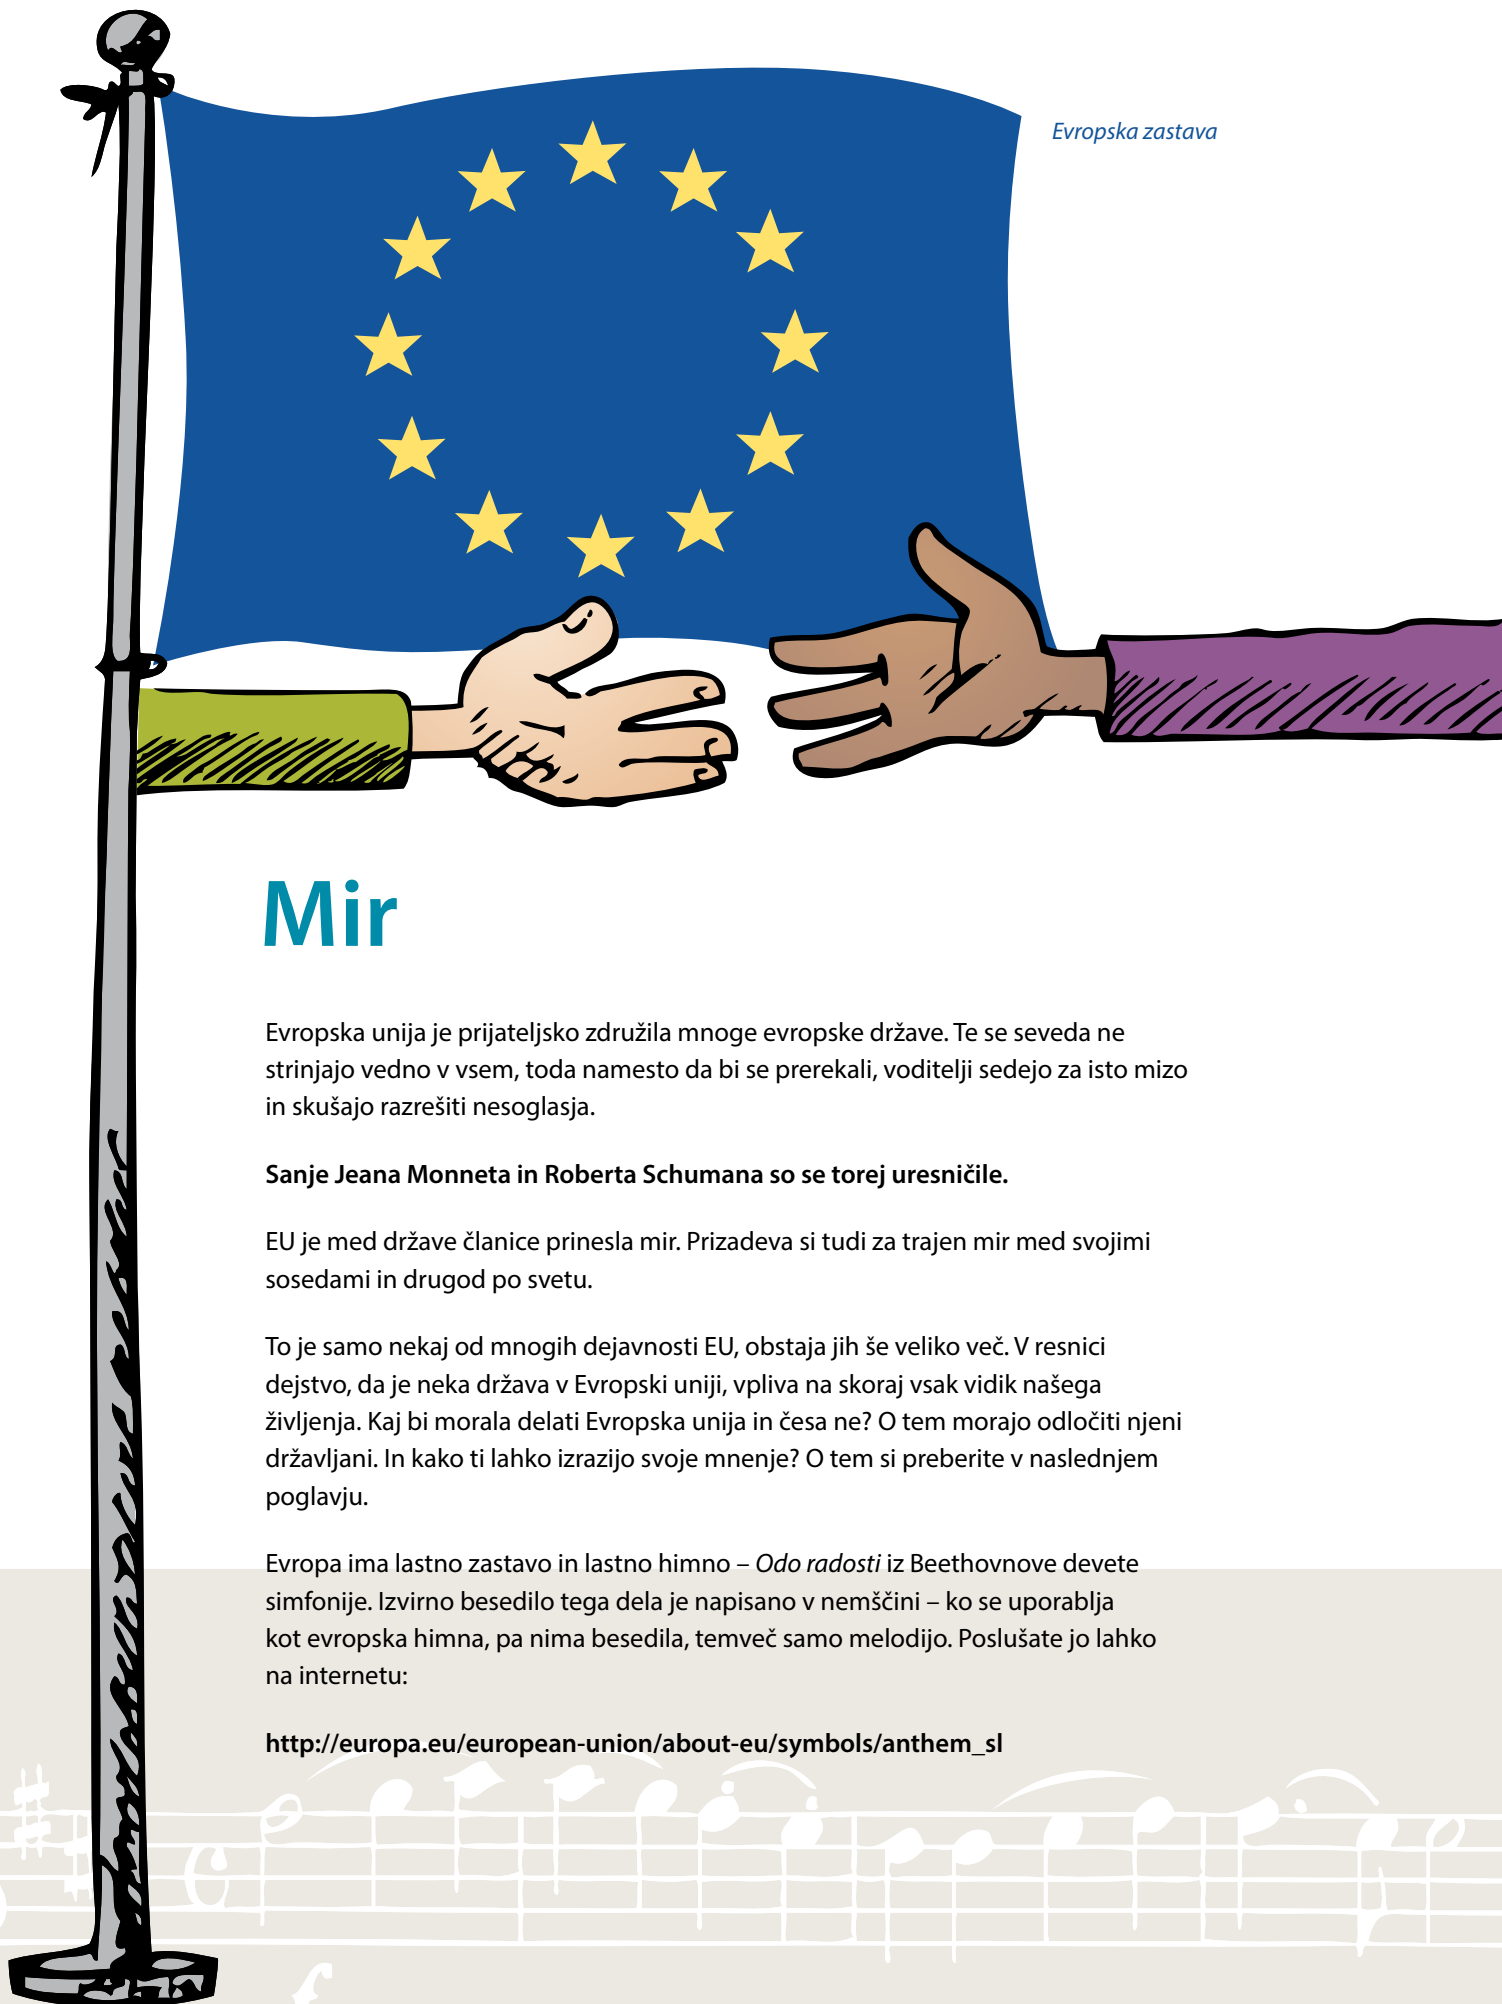 Evropska zastava
Mir
Evropska unija je prijateljsko združila mnoge evropske države. Te se seveda ne
strinjajo vedno v vsem, toda namesto da bi se prerekali, voditelji sedejo za isto mizo
in skušajo razrešiti nesoglasja.
Sanje Jeana Monneta in Roberta Schumana so se torej uresničile.
EU je med države članice prinesla mir. Prizadeva si tudi za trajen mir med svojimi
sosedami in drugod po svetu.
To je samo nekaj od mnogih dejavnosti EU, obstaja jih še veliko več. V resnici
dejstvo, da je neka država v Evropski uniji, vpliva na skoraj vsak vidik našega
življenja. Kaj bi morala delati Evropska unija in česa ne? O tem morajo odločiti njeni
državljani. In kako ti lahko izrazijo svoje mnenje? O tem si preberite v naslednjem
poglavju.
Evropa ima lastno zastavo in lastno himno – Odo radosti iz Beethovnove devete
simfonije. Izvirno besedilo tega dela je napisano v nemščini – ko se uporablja
kot evropska himna, pa nima besedila, temveč samo melodijo. Poslušate jo lahko
na internetu:
http://europa.eu/european-union/about-eu/symbols/anthem_sl
f